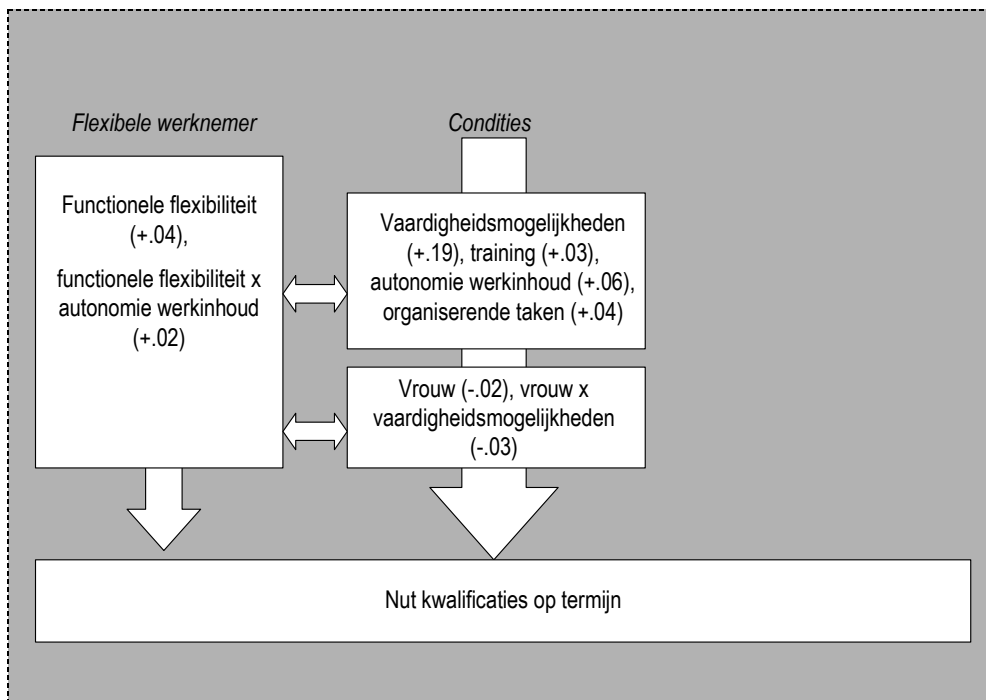 Flexibele werknemer
Condities
Functionele flexibiliteit
(+.04),
functionele flexibiliteit x
autonomie werkinhoud
(+.02)
Vaardigheidsmogelijkheden
(+.19), training (+.03),
autonomie werkinhoud (+.06),
organiserende taken (+.04)
Vrouw (-.02), vrouw x
vaardigheidsmogelijkheden
(-.03)
Nut kwalificaties op termijn